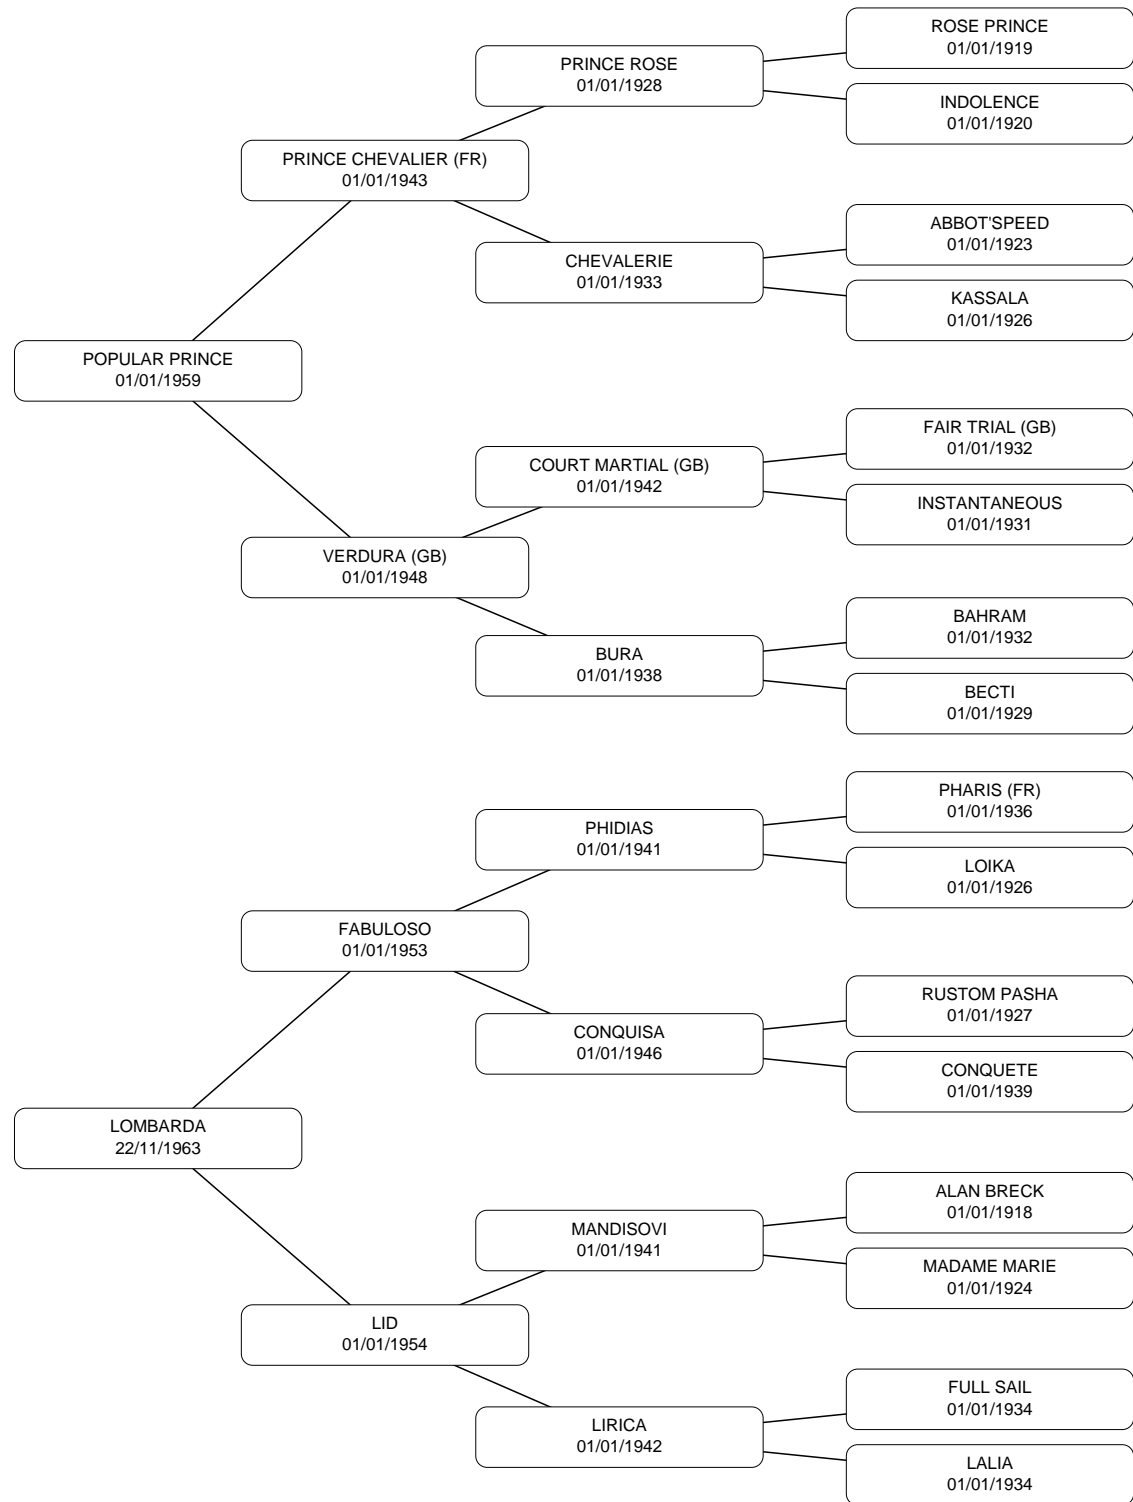 ROSE PRINCE
01/01/1919
PRINCE ROSE
01/01/1928
INDOLENCE
01/01/1920
PRINCE CHEVALIER (FR)
01/01/1943
ABBOT'SPEED
01/01/1923
CHEVALERIE
01/01/1933
KASSALA
01/01/1926
POPULAR PRINCE
01/01/1959
FAIR TRIAL (GB)
01/01/1932
COURT MARTIAL (GB)
01/01/1942
INSTANTANEOUS
01/01/1931
VERDURA (GB)
01/01/1948
BAHRAM
01/01/1932
BURA
01/01/1938
BECTI
01/01/1929
PHARIS (FR)
01/01/1936
PHIDIAS
01/01/1941
LOIKA
01/01/1926
FABULOSO
01/01/1953
RUSTOM PASHA
01/01/1927
CONQUISA
01/01/1946
CONQUETE
01/01/1939
LOMBARDA
22/11/1963
ALAN BRECK
01/01/1918
MANDISOVI
01/01/1941
MADAME MARIE
01/01/1924
LID
01/01/1954
FULL SAIL
01/01/1934
LIRICA
01/01/1942
LALIA
01/01/1934